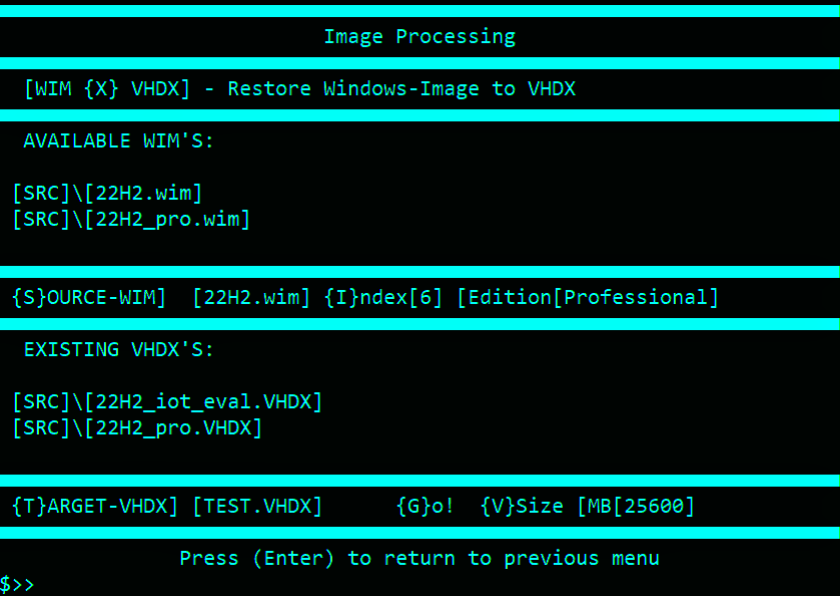 Image Processing
[WIM {X} VHDX] - Restore Windows-Image to VHDX
AVAILABLE WIM'S:
[SRC]\[22H2.wim]
[SRC]\[22H2_pro.wim]
{S}OURCE-WIM] [22H2.wim] {I}ndex[6] [Edition[Professional]
EXISTING VHDX'S:
[SRC]\[22H2_iot_eval.VHDX]
[SRC]\[22H2_pro.VHDX]
{T}ARGET-VHDX] [TEST.VHDX] {G}o! {V}Size [MB[25600]
Press (Enter) to return to previous menu
$>>